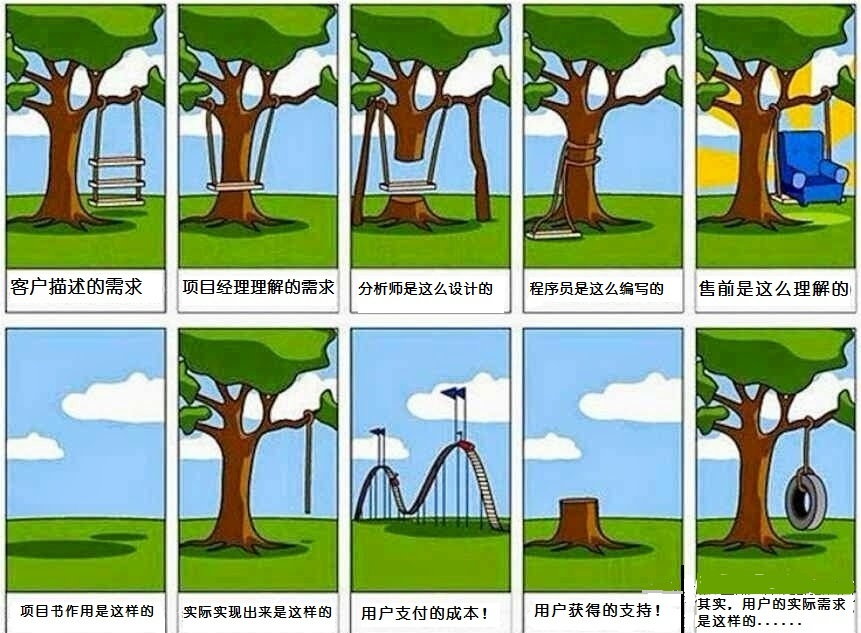 客户描述的需求
项目经理理解的需求
分析师是这么设计的
程序员是这么编写的
售前是这么理解的
项目书作用是这样的
实际实现出来是这样的
用户支付的成本！
用户获得的支持！
其实，用户的实际需求
是这样的......